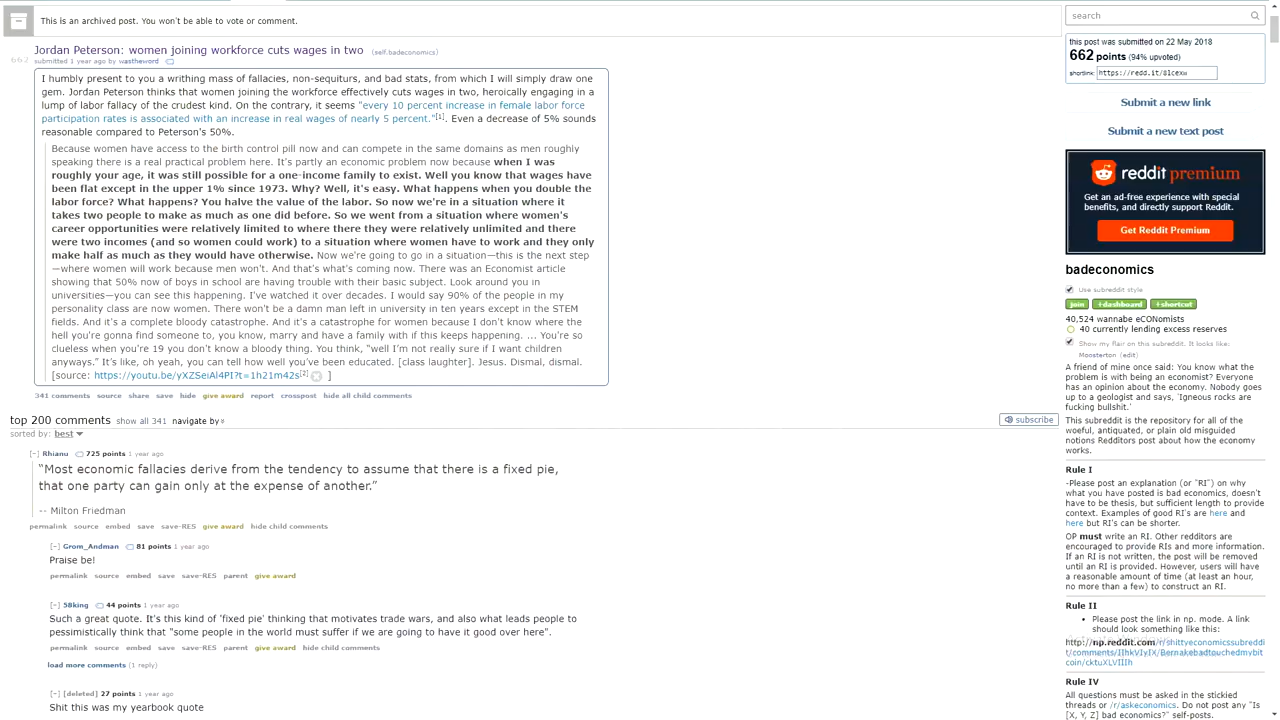 This is an archived post. You won't be able to vote or comment.
662
Jordan Peterson: women joining workforce cuts wages in two (self.badeconomics)
submitted 1 year ago by wastheword
I humbly present to you a writhing mass of fallacies, non-sequiturs, and bad stats, from which I will simply draw one
gem. Jordan Peterson thinks that women joining the workforce effectively cuts wages in two, heroically engaging in a
lump of labor fallacy of the crudest kind. On the contrary, it seems "every 10 percent increase in female labor force
participation rates is associated with an increase in real wages of nearly 5 percent."[1]. Even a decrease of 5% sounds
reasonable compared to Peterson's 50%.
Because women have access to the birth control pill now and can compete in the same domains as men roughly
speaking there is a real practical problem here. It's partly an economic problem now because when I was
roughly your age, it was still possible for a one-income family to exist. Well you know that wages have
been flat except in the upper 1% since 1973. Why? Well, it's easy. What happens when you double the
labor force? What happens? You halve the value of the labor. So now we're in a situation where it
takes two people to make as much as one did before. So we went from a situation where women's
career opportunities were relatively limited to where there they were relatively unlimited and there
were two incomes (and so women could work) to a situation where women have to work and they only
make half as much as they would have otherwise. Now we're going to go in a situation—this is the next step
—where women will work because men won't. And that's what's coming now. There was an Economist article
showing that 50% now of boys in school are having trouble with their basic subject. Look around you in
universities—you can see this happening. I've watched it over decades. I would say 90% of the people in my
personality class are now women. There won't be a damn man left in university in ten years except in the STEM
fields. And it's a complete bloody catastrophe. And it's a catastrophe for women because I don't know where the
hell you're gonna find someone to, you know, marry and have a family with if this keeps happening. ... You're so
clueless when you're 19 you don't know a bloody thing. You think, "well I'm not really sure if I want children
anyways." It's like, oh yeah, you can tell how well you've been educated. [class laughter]. Jesus. Dismal, dismal.
[source: https://youtu.be/yXZSeiAl4PI?t=1h21m42s[2] ]
341 comments source share save hide give award report crosspost hide all child comments
top 200 comments show all 341 navigate by
subscribe
sorted by: best
[-] Rhianu 725 points 1 year ago
"Most economic fallacies derive from the tendency to assume that there is a fixed pie,
that one party can gain only at the expense of another."
-- Milton Friedman
permalink source embed save save-RES give award hide child comments
[-] Grom_Andman 81 points 1 year ago
Praise be!
permalink source embed save save-RES parent give award
[-] 58king 44 points 1 year ago
Such a great quote. It's this kind of 'fixed pie' thinking that motivates trade wars, and also what leads people to
pessimistically think that "some people in the world must suffer if we are going to have it good over here".
permalink source embed save save-RES parent give award hide child comments
load more comments (1 reply)
[-] [deleted] 27 points 1 year ago
Shit this was my yearbook quote
search
this post was submitted on 22 May 2018
662 points (94% upvoted)
shortlink: https://redd.it/8lcexw
Submit a new link
Submit a new text post
reddit premium
Get an ad-free experience with special
benefits, and directly support Reddit.
Get Reddit Premium
badeconomics
Use subreddit style
join +dashboard +shortcut
40,524 wannabe eCONomists
40 currently lending excess reserves
Show my flair on this subreddit. It looks like:
Moosterton (edit)
A friend of mine once said: You know what the
problem is with being an economist? Everyone
has an opinion about the economy. Nobody goes
up to a geologist and says, 'Igneous rocks are
fucking bullshit.'
This subreddit is the repository for all of the
woeful, antiquated, or plain old misguided
notions Redditors post about how the economy
works.
Rule I
-Please post an explanation (or "RI") on why
what you have posted is bad economics, doesn't
have to be thesis, but sufficient length to provide
context. Examples of good RI's are here and
here but RI's can be shorter.
OP must write an RI. Other redditors are
encouraged to provide RIs and more information.
If an RI is not written, the post will be removed
until an RI is provided. However, users will have
a reasonable amount of time (at least an hour,
no more than a few) to construct an RI.
Rule II
• Please post the link in np. mode. A link
should look something like this:
http://np.reddit.com/r/shittyeconomicssubreddi
bcoin/cktuXLVIIIh
Rule IV
All questions must be asked in the stickied
threads or /r/askeconomics. Do not post any "Is
[X, Y, Z] bad economics?" self-posts.